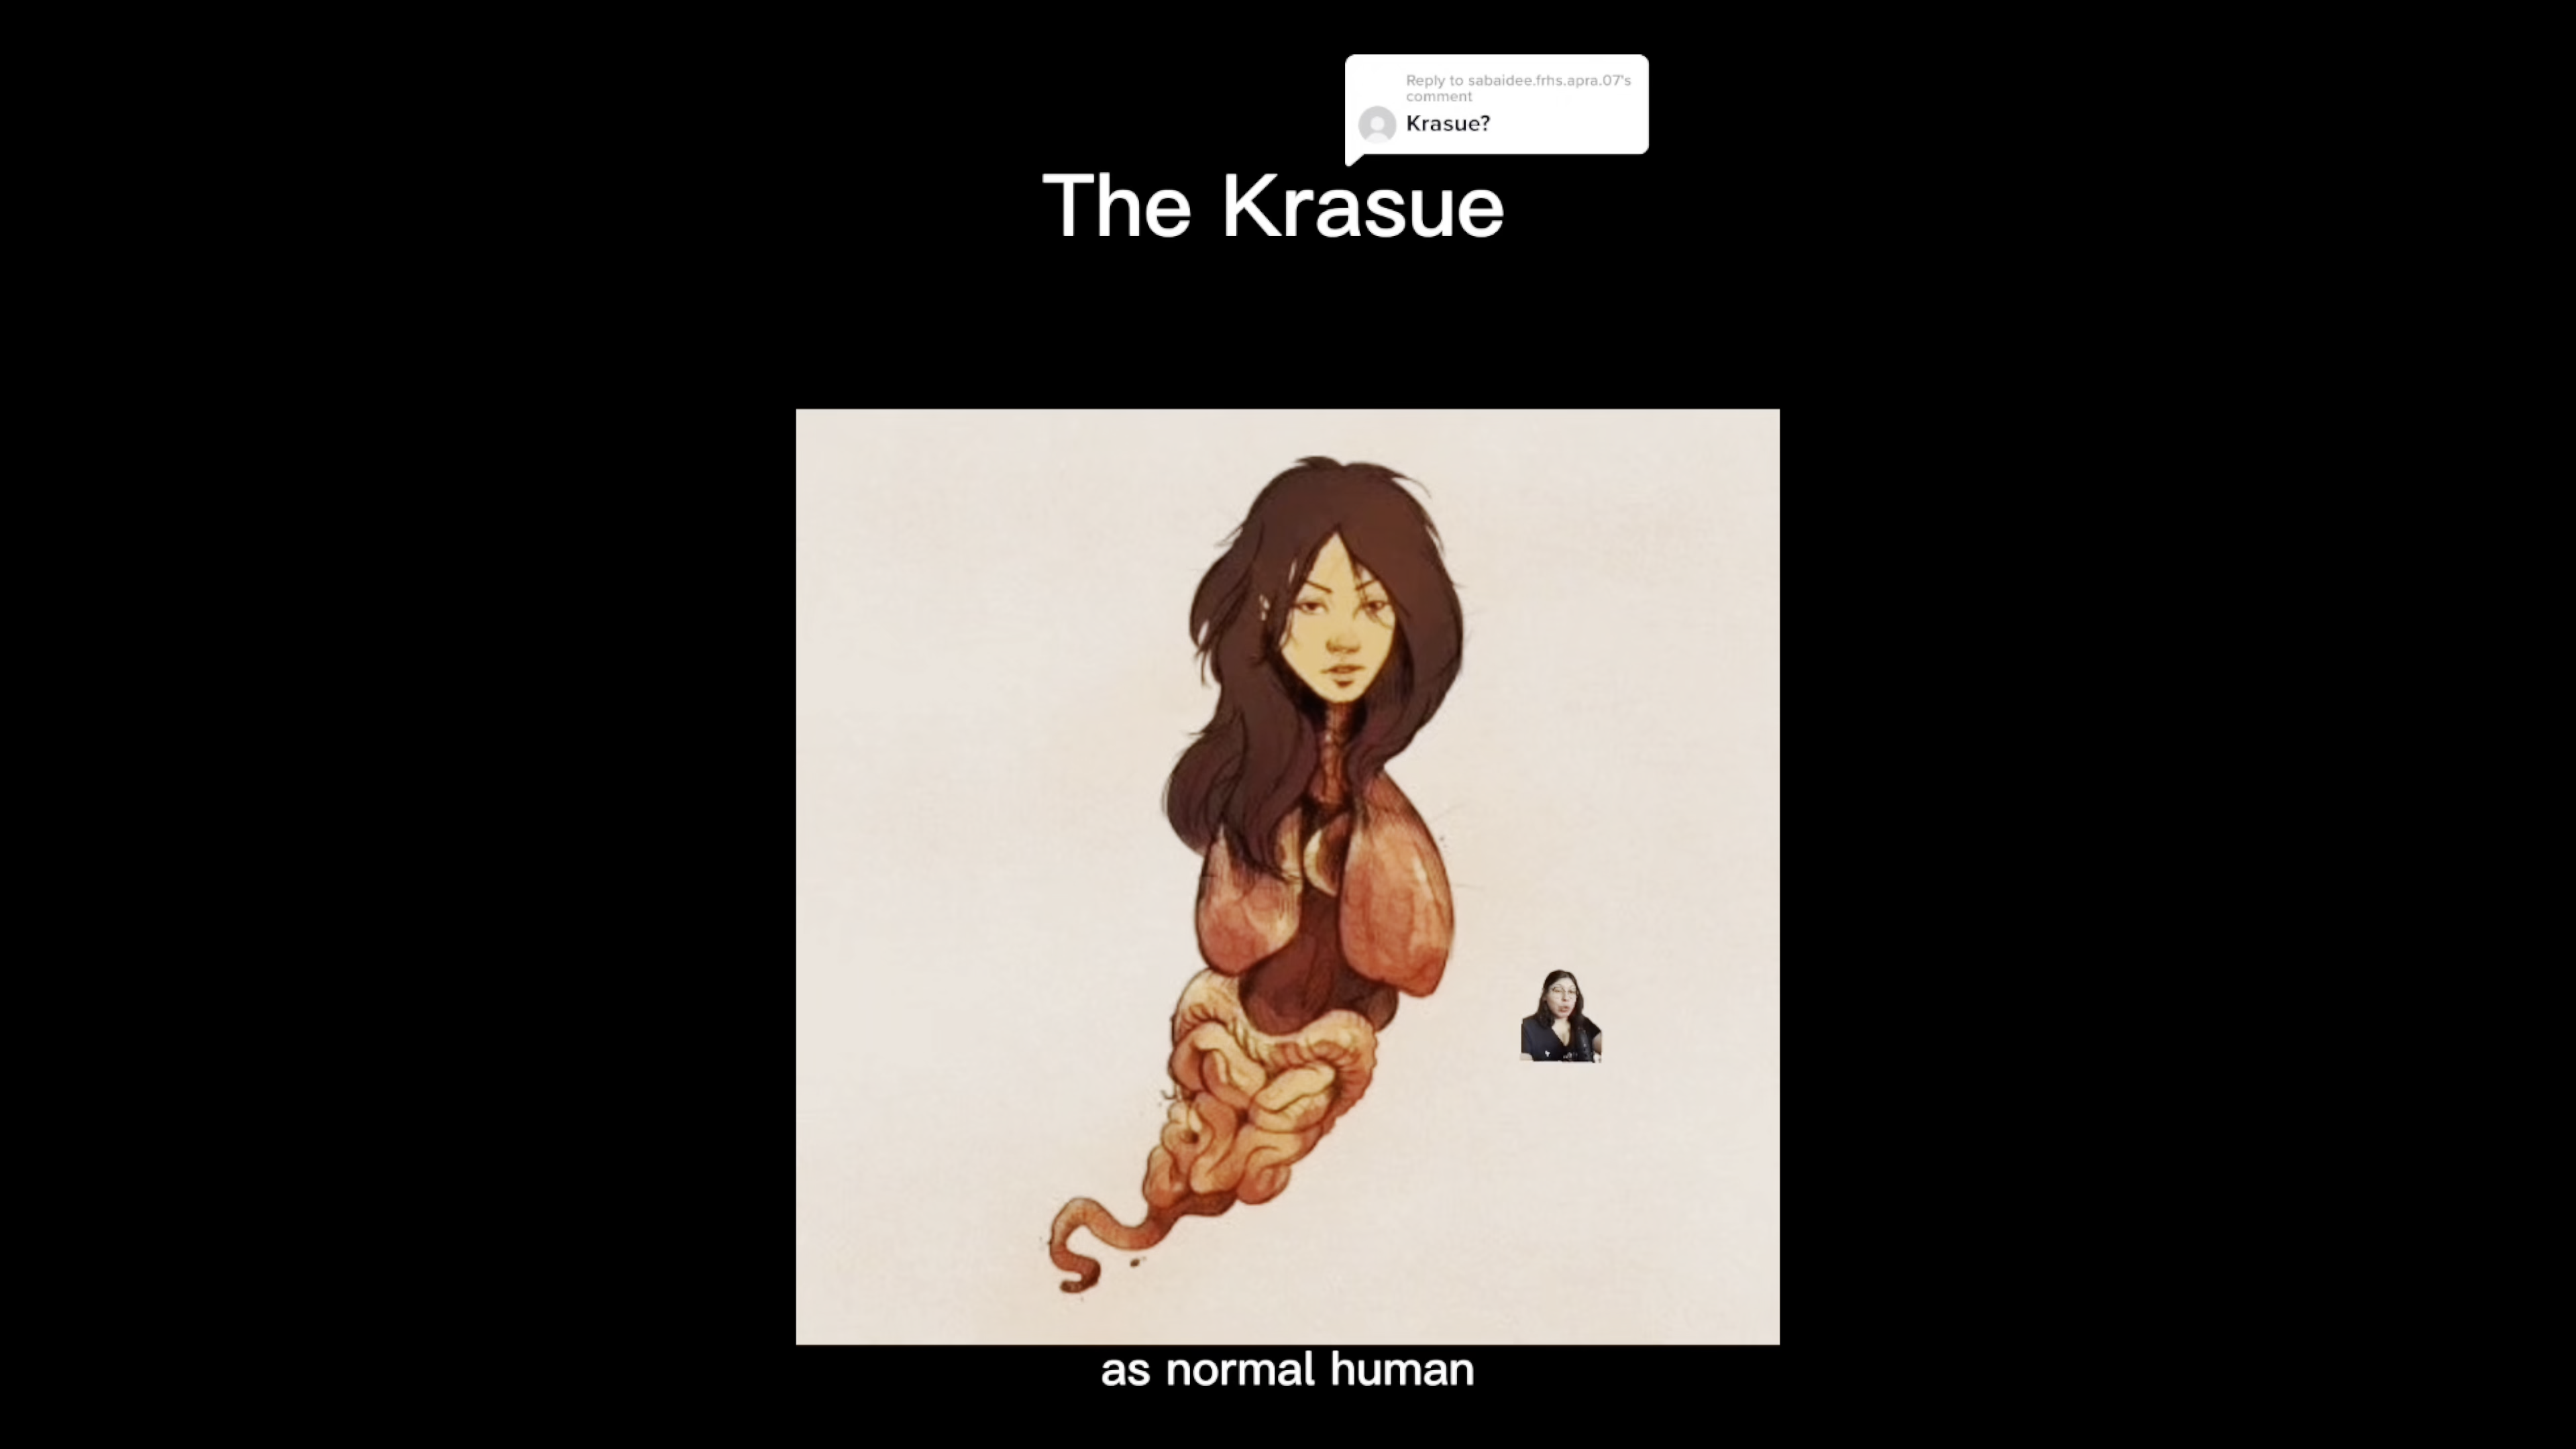 Reply to sabaidee.frhs.apra.07's
comment
Krasue?
The Krasue
as normal human